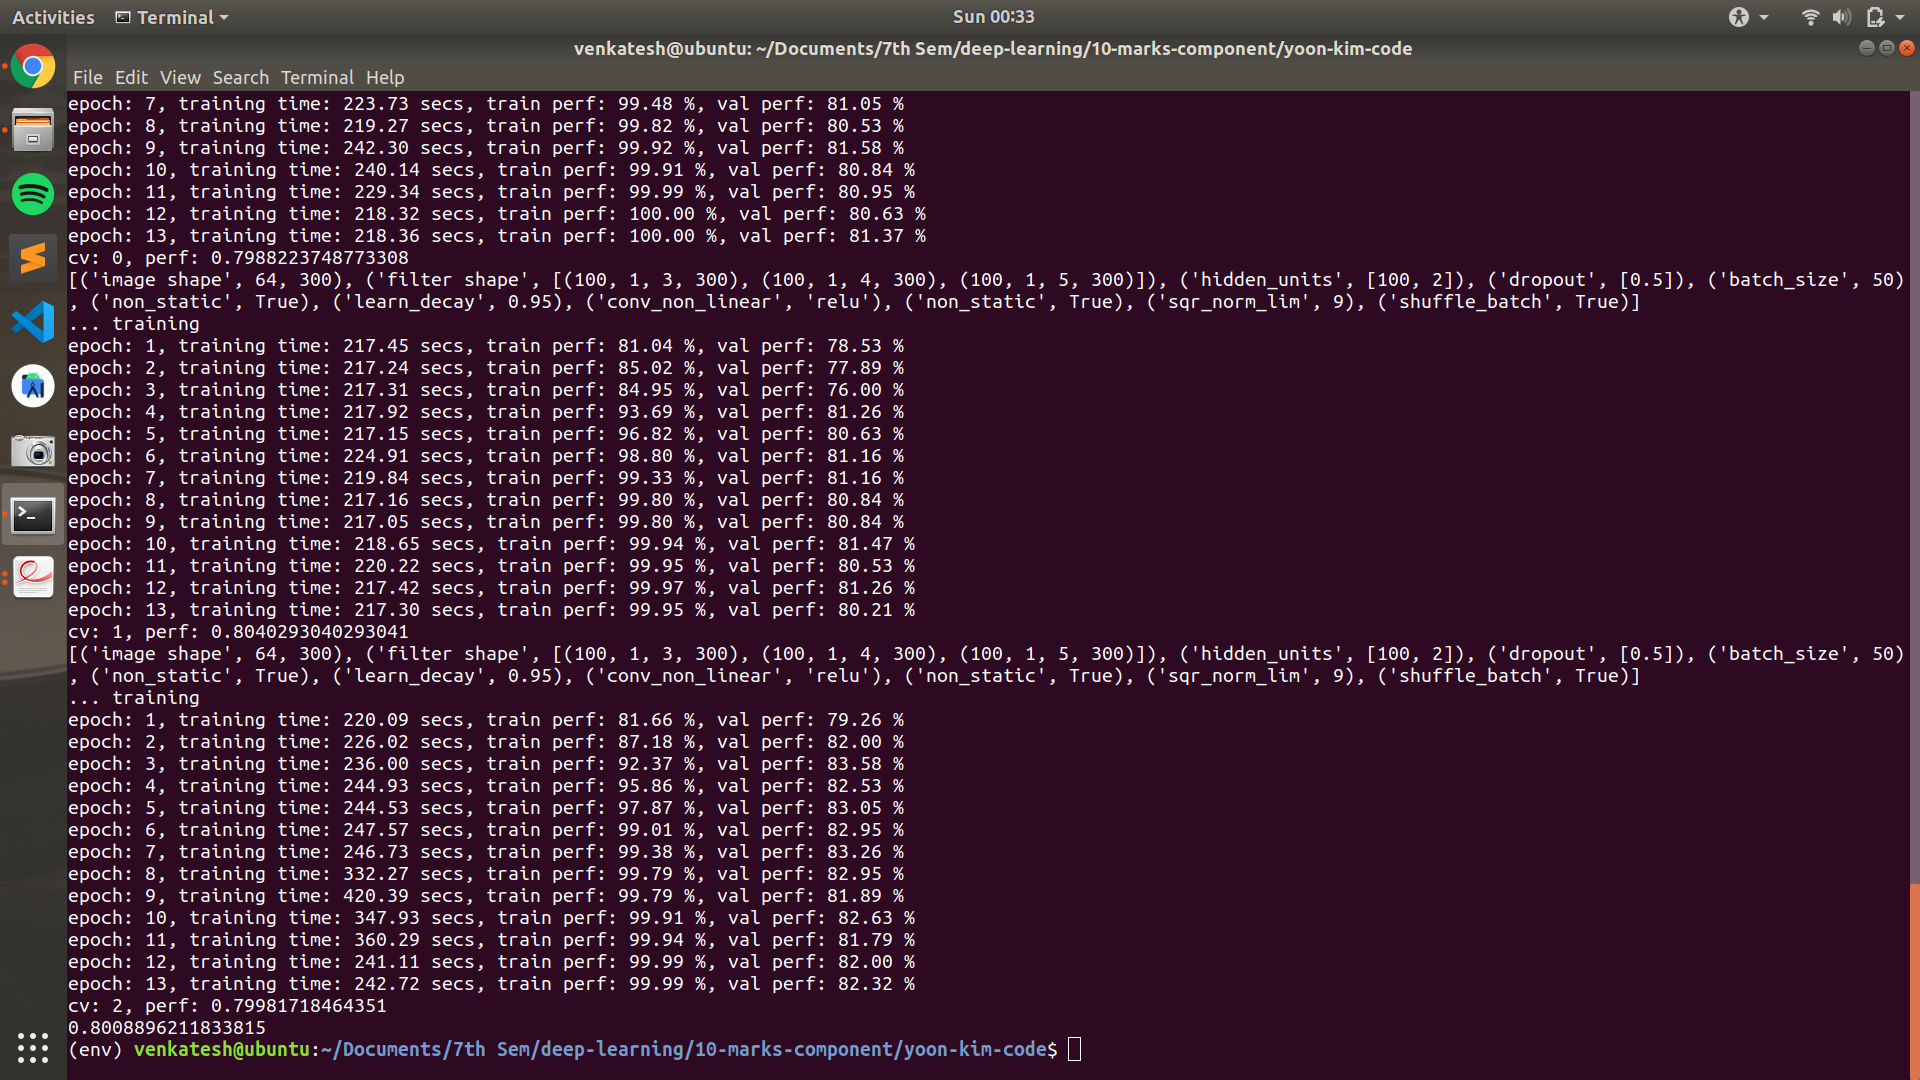 Activities Terminal Sun 00:33
venkatesh@ubuntu: ~/Documents/7th Sem/deep-learning/10-marks-component/yoon-kim-code
File Edit View Search Terminal Help
epoch: 7, training time: 223.73 secs, train perf: 99.48 %, val perf: 81.05 %
epoch: 8, training time: 219.27 secs, train perf: 99.82 %, val perf: 80.53 %
epoch: 9, training time: 242.30 secs, train perf: 99.92 %, val perf: 81.58 %
epoch: 10, training time: 240.14 secs, train perf: 99.91 %, val perf: 80.84 %
epoch: 11, training time: 229.34 secs, train perf: 99.99 %, val perf: 80.95 %
epoch: 12, training time: 218.32 secs, train perf: 100.00 %, val perf: 80.63 %
epoch: 13, training time: 218.36 secs, train perf: 100.00 %, val perf: 81.37 %
cv: 0, perf: 0.7988223748773308
[('image shape', 64, 300), ('filter shape', [(100, 1, 3, 300), (100, 1, 4, 300), (100, 1, 5, 300)]), ('hidden_units', [100, 2]), ('dropout', [0.5]), ('batch_size', 50)
, ('non_static', True), ('learn_decay', 0.95), ('conv_non_linear', 'relu'), ('non_static', True), ('sqr_norm_lim', 9), ('shuffle_batch', True)]
... training
epoch: 1, training time: 217.45 secs, train perf: 81.04 %, val perf: 78.53 %
epoch: 2, training time: 217.24 secs, train perf: 85.02 %, val perf: 77.89 %
epoch: 3, training time: 217.31 secs, train perf: 84.95 %, val perf: 76.00 %
epoch: 4, training time: 217.92 secs, train perf: 93.69 %, val perf: 81.26 %
epoch: 5, training time: 217.15 secs, train perf: 96.82 %, val perf: 80.63 %
epoch: 6, training time: 224.91 secs, train perf: 98.80 %, val perf: 81.16 %
epoch: 7, training time: 219.84 secs, train perf: 99.33 %, val perf: 81.16 %
epoch: 8, training time: 217.16 secs, train perf: 99.80 %, val perf: 80.84 %
epoch: 9, training time: 217.05 secs, train perf: 99.80 %, val perf: 80.84 %
epoch: 10, training time: 218.65 secs, train perf: 99.94 %, val perf: 81.47 %
epoch: 11, training time: 220.22 secs, train perf: 99.95 %, val perf: 80.53 %
epoch: 12, training time: 217.42 secs, train perf: 99.97 %, val perf: 81.26 %
epoch: 13, training time: 217.30 secs, train perf: 99.95 %, val perf: 80.21 %
cv: 1, perf: 0.8040293040293041
[('image shape', 64, 300), ('filter shape', [(100, 1, 3, 300), (100, 1, 4, 300), (100, 1, 5, 300)]), ('hidden_units', [100, 2]), ('dropout', [0.5]), ('batch_size', 50)
, ('non_static', True), ('learn_decay', 0.95), ('conv_non_linear', 'relu'), ('non_static', True), ('sqr_norm_lim', 9), ('shuffle_batch', True)]
... training
epoch: 1, training time: 220.09 secs, train perf: 81.66 %, val perf: 79.26 %
epoch: 2, training time: 226.02 secs, train perf: 87.18 %, val perf: 82.00 %
epoch: 3, training time: 236.00 secs, train perf: 92.37 %, val perf: 83.58 %
epoch: 4, training time: 244.93 secs, train perf: 95.86 %, val perf: 82.53 %
epoch: 5, training time: 244.53 secs, train perf: 97.87 %, val perf: 83.05 %
epoch: 6, training time: 247.57 secs, train perf: 99.01 %, val perf: 82.95 %
epoch: 7, training time: 246.73 secs, train perf: 99.38 %, val perf: 83.26 %
epoch: 8, training time: 332.27 secs, train perf: 99.79 %, val perf: 82.95 %
epoch: 9, training time: 420.39 secs, train perf: 99.79 %, val perf: 81.89 %
epoch: 10, training time: 347.93 secs, train perf: 99.91 %, val perf: 82.63 %
epoch: 11, training time: 360.29 secs, train perf: 99.94 %, val perf: 81.79 %
epoch: 12, training time: 241.11 secs, train perf: 99.99 %, val perf: 82.00 %
epoch: 13, training time: 242.72 secs, train perf: 99.99 %, val perf: 82.32 %
cv: 2, perf: 0.79981718464351
0.8008896211833815
(env) venkatesh@ubuntu:~/Documents/7th Sem/deep-learning/10-marks-component/yoon-kim-code$